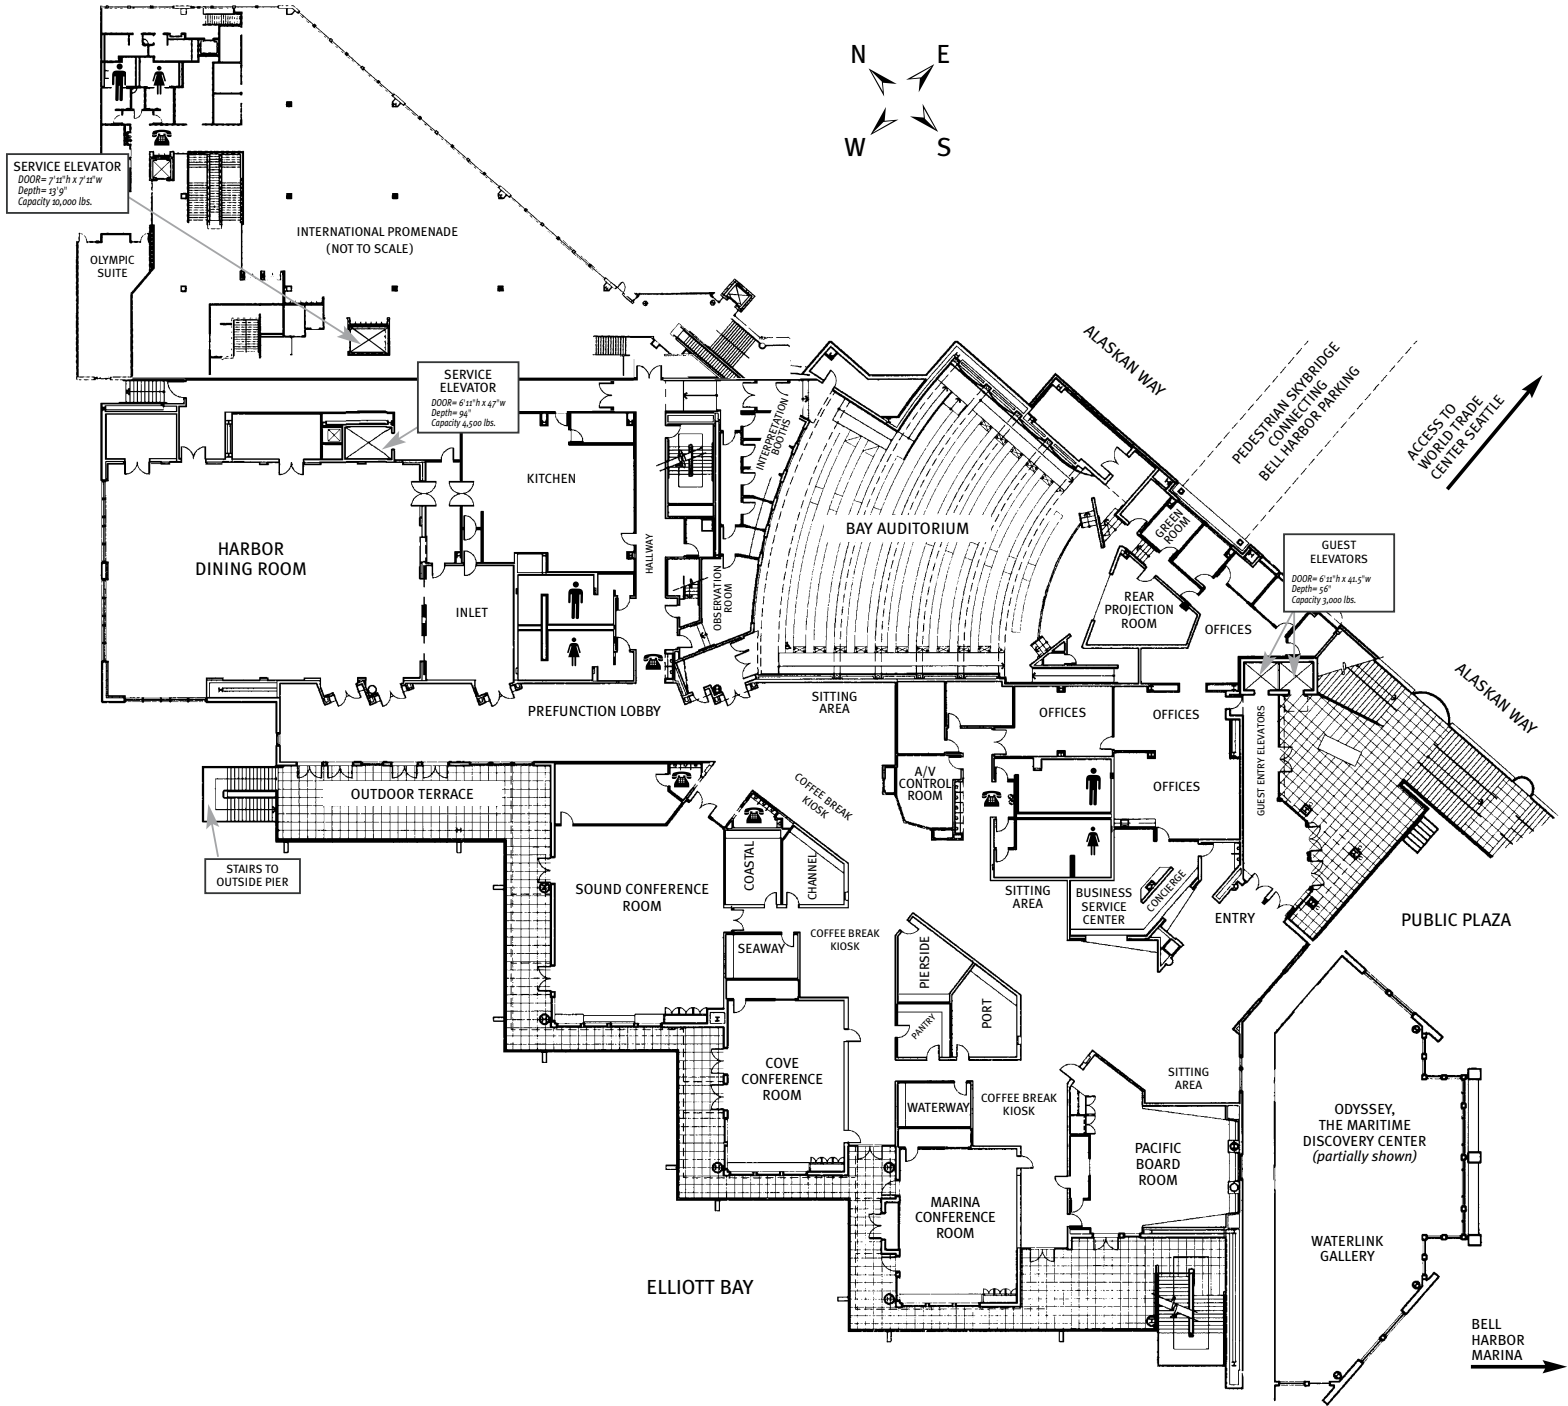 N
E
W
S
SERVICE ELEVATOR
DOOR= 7'11"h x 7'11"w
Depth= 13'9"
Capacity 10,000 lbs.
INTERNATIONAL PROMENADE
(NOT TO SCALE)
OLYMPIC
SUITE
SERVICE
ELEVATOR
DOOR= 6'11"h x 47"w
Depth= 94"
Capacity 4,500 lbs.
ALASKAN WAY
PEDESTRIAN SKYBRIDGE
CONNECTING
BELL HARBOR PARKING
ACCESS TO
WORLD TRADE
CENTER SEATTLE
INTERPRETATION
BOOTHS
KITCHEN
BAY AUDITORIUM
GREEN
ROOM
GUEST
ELEVATORS
DOOR= 6'11"h x 41.5"w
Depth= 56"
Capacity 3,000 lbs.
HARBOR
DINING ROOM
HALLWAY
OBSERVATION
ROOM
INLET
REAR
PROJECTION
ROOM
OFFICES
ALASKAN WAY
PREFUNCTION LOBBY
SITTING
AREA
OFFICES
OFFICES
GUEST ENTRY ELEVATORS
OUTDOOR TERRACE
COFFEE BREAK
KIOSK
A/V
CONTROL
ROOM
OFFICES
STAIRS TO
OUTSIDE PIER
SOUND CONFERENCE
ROOM
COASTAL
CHANNEL
SITTING
AREA
BUSINESS
SERVICE
CENTER
CONCIERGE
ENTRY
PUBLIC PLAZA
SEAWAY
COFFEE BREAK
KIOSK
PIERSIDE
PORT
PANTRY
COVE
CONFERENCE
ROOM
WATERWAY
COFFEE BREAK
KIOSK
SITTING
AREA
ODYSSEY,
THE MARITIME
DISCOVERY CENTER
(partially shown)
PACIFIC
BOARD
ROOM
MARINA
CONFERENCE
ROOM
WATERLINK
GALLERY
ELLIOTT BAY
BELL
HARBOR
MARINA